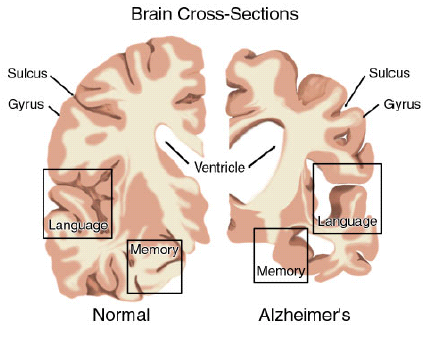 Brain Cross-Sections
Sulcus
Gyrus
Sulcus
Gyrus
Ventricle
Language
Memory
Language
Memory
Normal
Alzheimer's